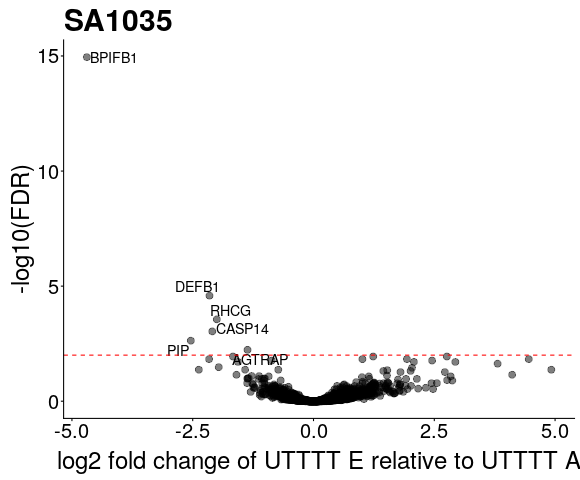 SA1035
15
BPIFB1
10
-log10(FDR)
5
DEFB1
RHCG
CASP14
PIP
AGTRAP
0
-5.0 -2.5 0.0 2.5 5.0
log2 fold change of UTTTT E relative to UTTTT A